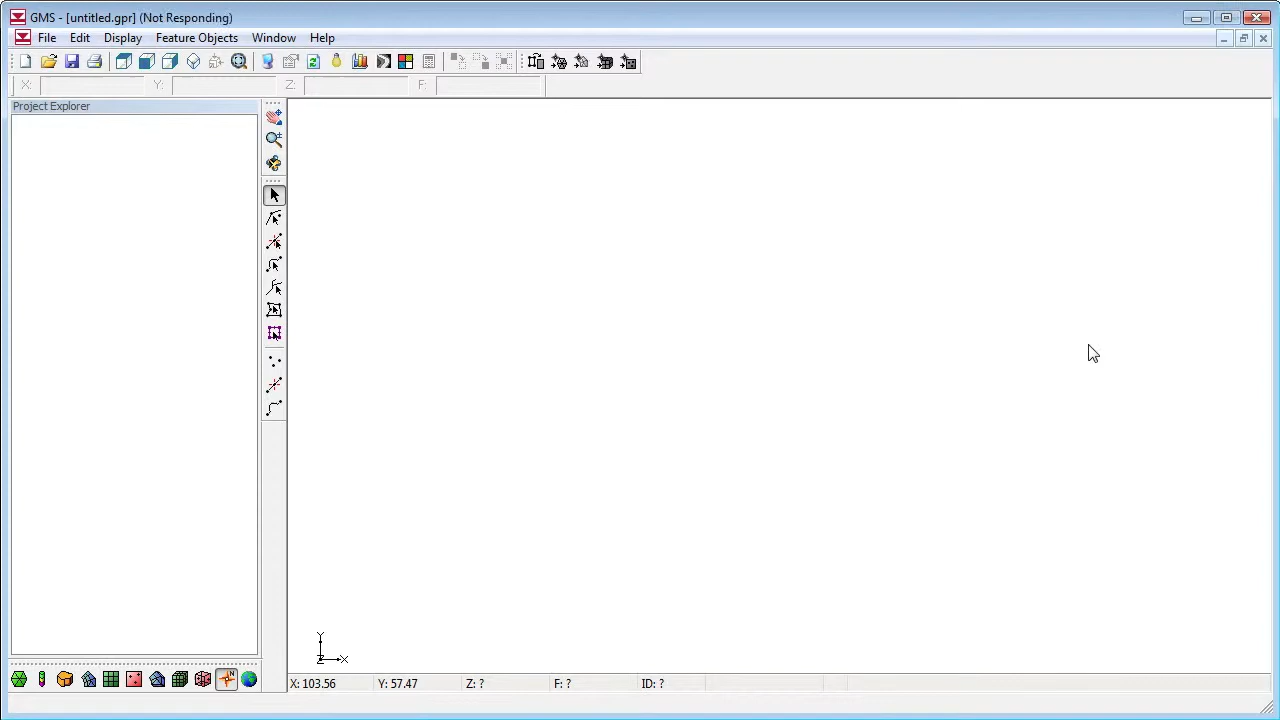 GMS - [untitled.gpr] (Not Responding)
File Edit Display Feature Objects Window Help
X: Y: Z: F:
Project Explorer
Y
Z X
X: 103.56 Y: 57.47 Z: ? F: ? ID: ?